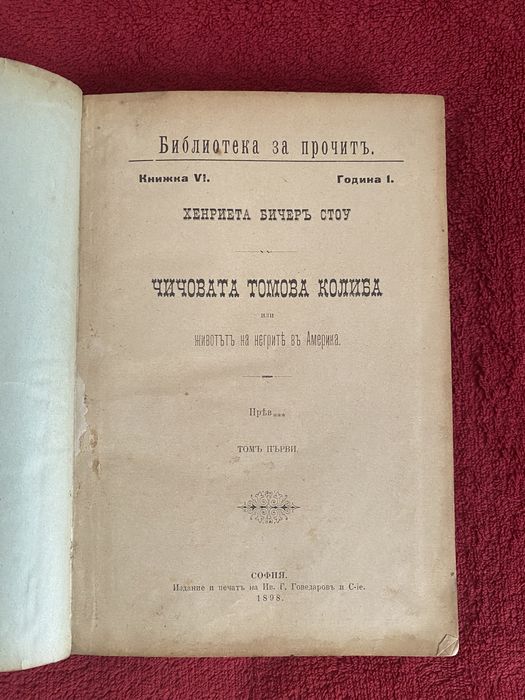 Библиотека за прочитъ.
Книжка VI. Година I.
ХЕНРИЕТА БИЧЕРЪ СТОУ
ЧИЧОВАТА ТОМОВА КОЛИБА
или
животътъ на негритѣ въ Америка.
Прѣв...
ТОМЪ ПЪРВИ.
СОФИЯ.
Издание и печатъ на Ив. Г. Говедаровъ и С-ie.
1898.